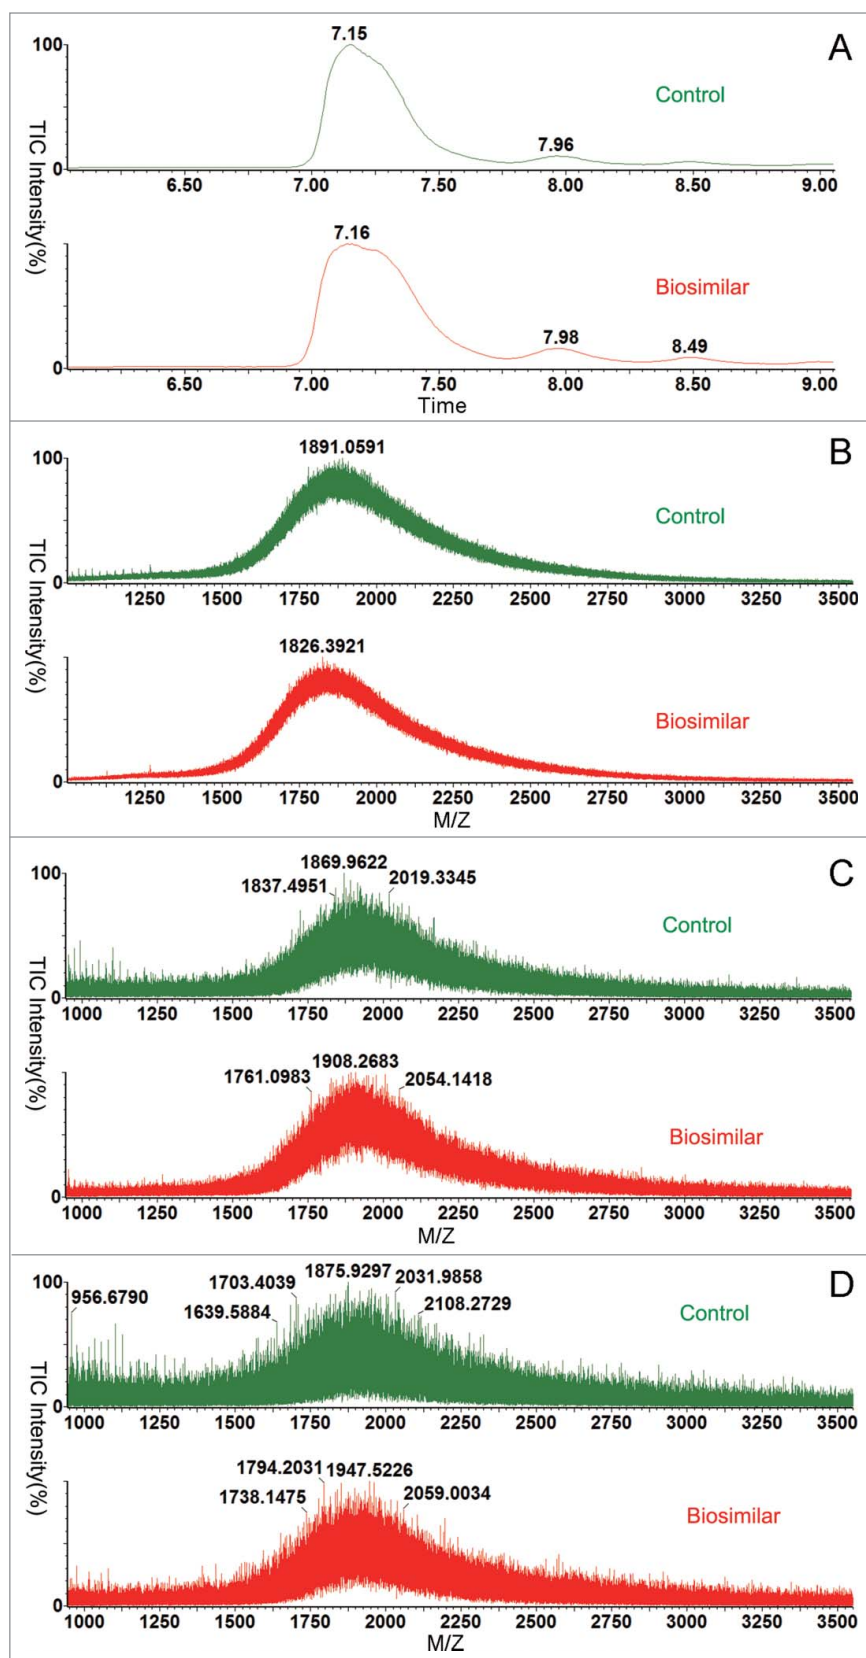 A
7.15
100
Control
7.96
0
6.50 7.00 7.50 8.00 8.50 9.00
TIC Intensity(%)
7.16
Biosimilar
7.98 8.49
0
6.50 7.00 7.50 8.00 8.50 9.00
Time
B
1891.0591
100
Control
0
1250 1500 1750 2000 2250 2500 2750 3000 3250 3500
TIC Intensity(%)
1826.3921
Biosimilar
0
1250 1500 1750 2000 2250 2500 2750 3000 3250 3500
M/Z
C
1869.9622
100
1837.4951 2019.3345
Control
0
1000 1250 1500 1750 2000 2250 2500 2750 3000 3250 3500
TIC Intensity(%)
1908.2683
1761.0983 2054.1418
Biosimilar
0
1000 1250 1500 1750 2000 2250 2500 2750 3000 3250 3500
M/Z
D
1875.9297
100
1703.4039 2031.9858
956.6790
1639.5884 2108.2729
Control
0
1000 1250 1500 1750 2000 2250 2500 2750 3000 3250 3500
TIC Intensity(%)
1794.2031 1947.5226
1738.1475 2059.0034
Biosimilar
0
1000 1250 1500 1750 2000 2250 2500 2750 3000 3250 3500
M/Z